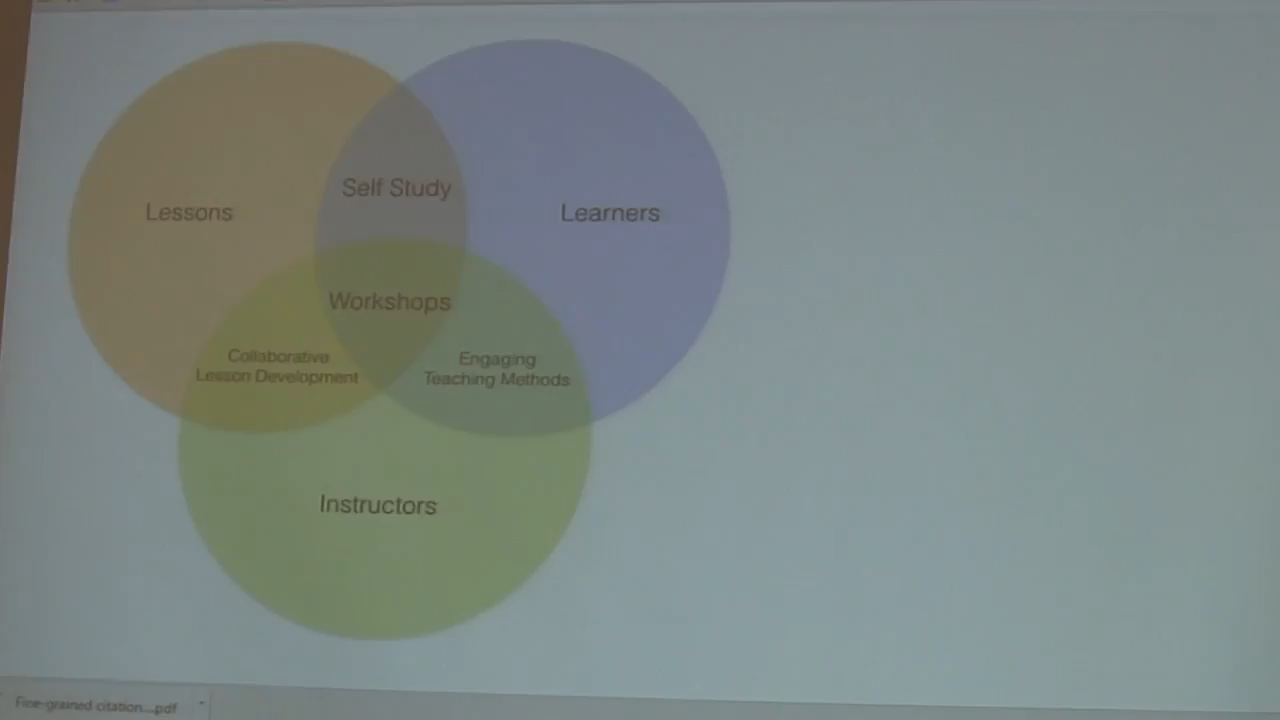 Self Study
Lessons
Learners
Workshops
Collaborative
Lesson Development
Engaging
Teaching Methods
Instructors
Fine-grained citation....pdf